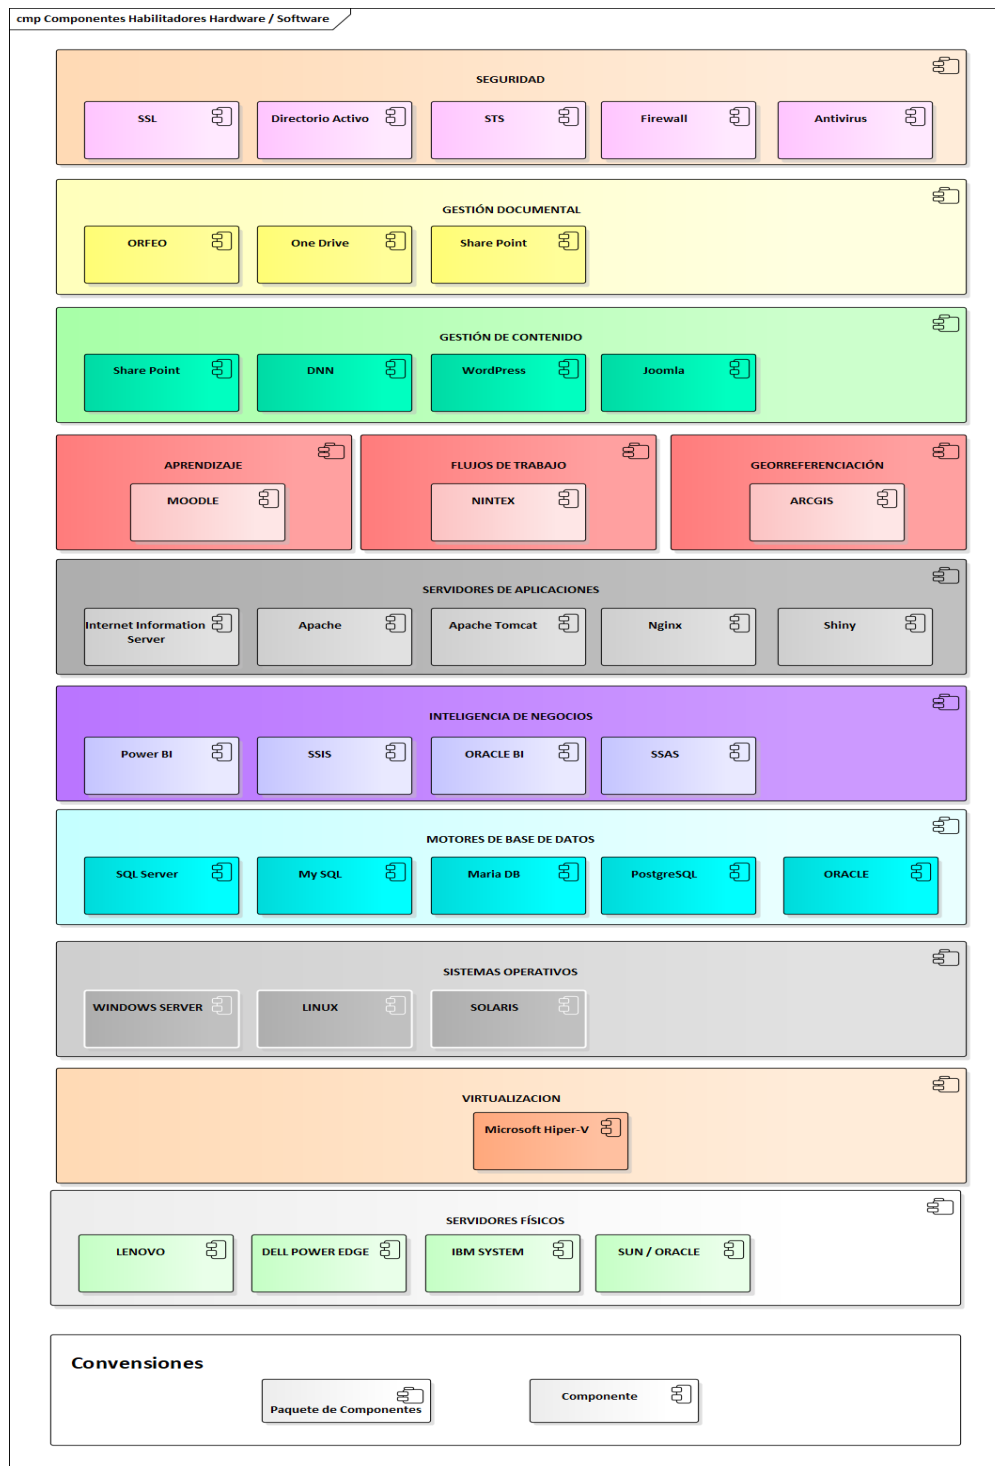 cmp Componentes Habilitadores Hardware / Software
SEGURIDAD
SSL
Directorio Activo
STS
Firewall
Antivirus
GESTIÓN DOCUMENTAL
ORFEO
One Drive
Share Point
GESTIÓN DE CONTENIDO
Share Point
DNN
WordPress
Joomla
APRENDIZAJE
MOODLE
FLUJOS DE TRABAJO
NINTEX
GEORREFERENCIACIÓN
ARCGIS
SERVIDORES DE APLICACIONES
Internet Information
Server
Apache
Apache Tomcat
Nginx
Shiny
INTELIGENCIA DE NEGOCIOS
Power BI
SSIS
ORACLE BI
SSAS
MOTORES DE BASE DE DATOS
SQL Server
My SQL
Maria DB
PostgreSQL
ORACLE
SISTEMAS OPERATIVOS
WINDOWS SERVER
LINUX
SOLARIS
VIRTUALIZACION
Microsoft Hiper-V
SERVIDORES FÍSICOS
LENOVO
DELL POWER EDGE
IBM SYSTEM
SUN / ORACLE
Convensiones
Paquete de Componentes
Componente